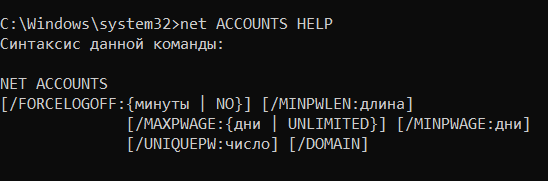 C:\Windows\system32>net ACCOUNTS HELP
Синтаксис данной команды:
NET ACCOUNTS
[/FORCELOGOFF:{минуты | NO}] [/MINPWLEN:длина]
[/MAXPWAGE:{дни | UNLIMITED}] [/MINPWAGE:дни]
[/UNIQUEPW:число] [/DOMAIN]